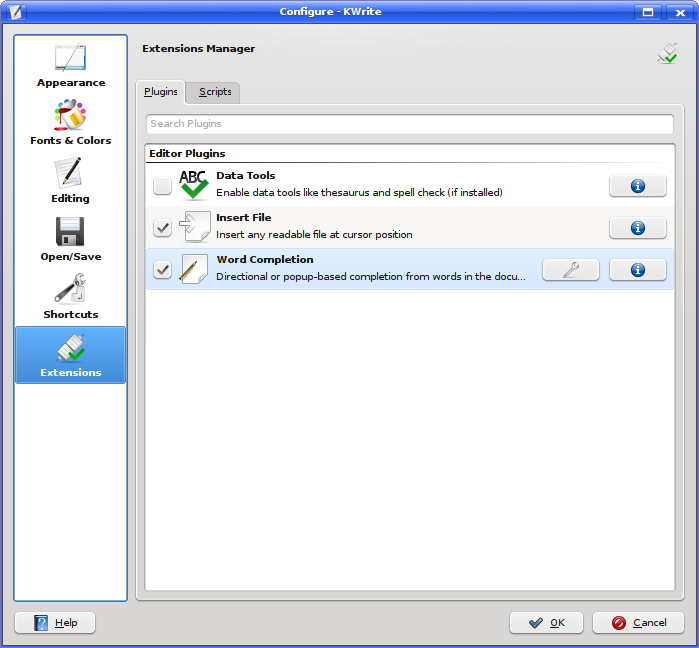 Configure - KWrite
Extensions Manager
Appearance
Fonts & Colors
Editing
Open/Save
Shortcuts
Extensions
Plugins
Scripts
Search Plugins
Editor Plugins
ABC
Data Tools
Enable data tools like thesaurus and spell check (if installed)
Insert File
Insert any readable file at cursor position
Word Completion
Directional or popup-based completion from words in the docu...
Help
OK
Cancel